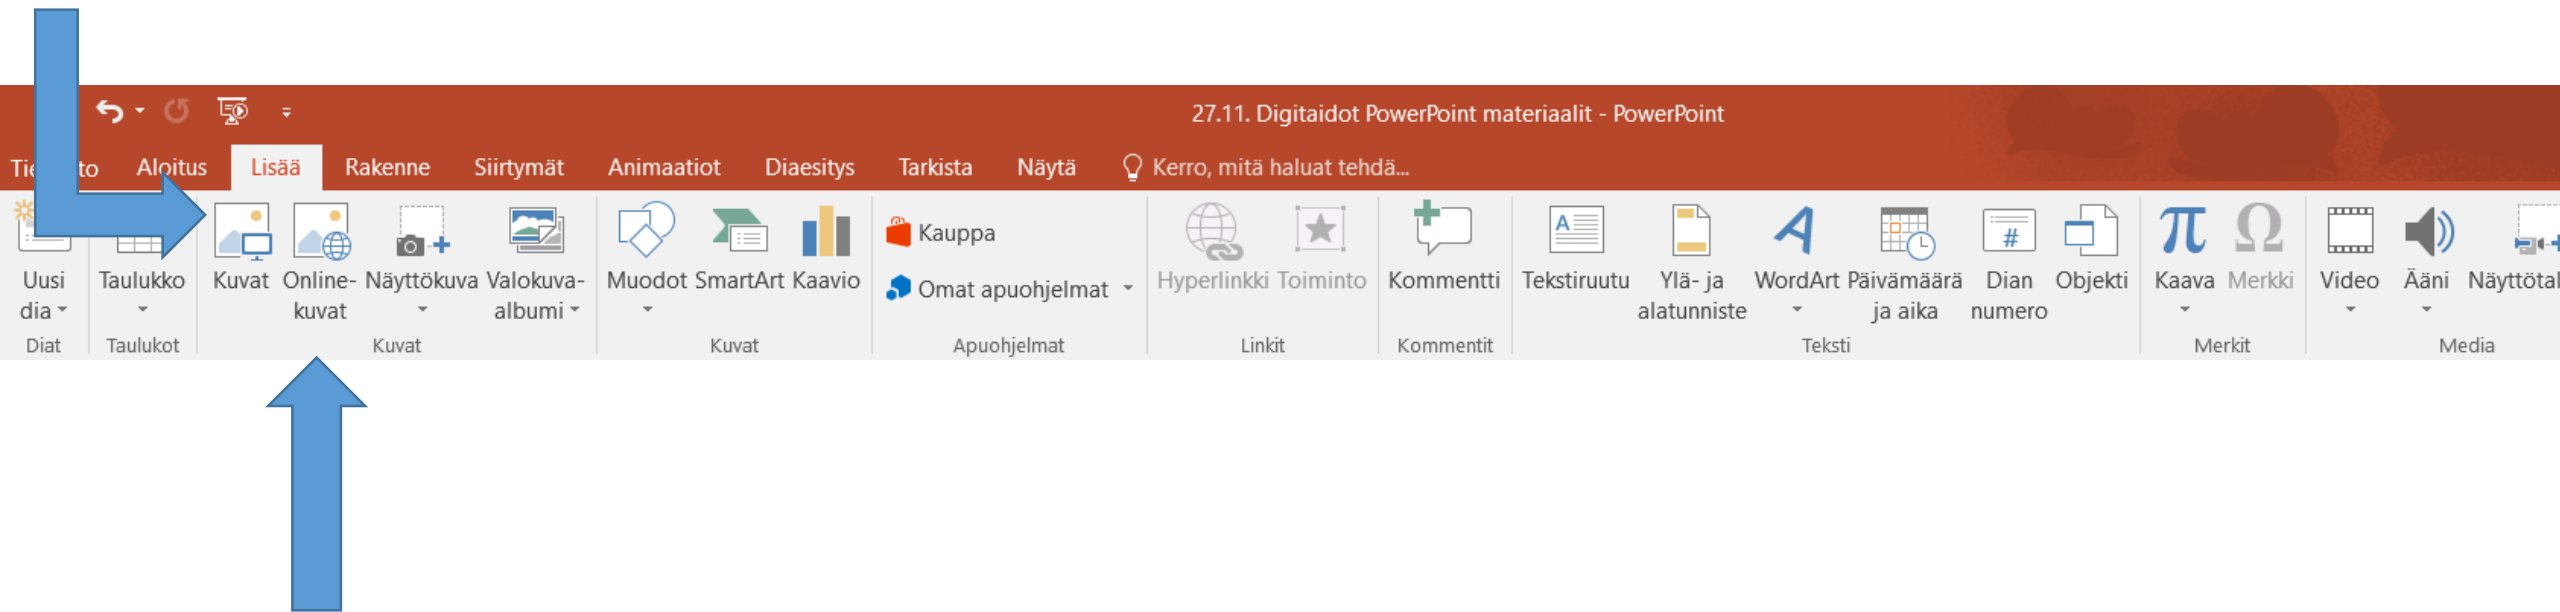 27.11. Digitaidot PowerPoint materiaalit - PowerPoint
Aloitus Lisää Rakenne Siirtymät Animaatiot Diaesitys Tarkista Näytä Kerro, mitä haluat tehdä...
Kauppa
Omat apuohjelmat
Uusi dia
Taulukko
Kuvat
Online-
kuvat
Näyttökuva
Valokuva-
albumi
Muodot
SmartArt
Kaavio
Hyperlinkki
Toiminto
Kommentti
Tekstiruutu
Ylä- ja
alatunniste
WordArt
Päivämäärä
ja aika
Dian
numero
Objekti
Kaava
Merkki
Video
Ääni
Diat Taulukot Kuvat Kuvat Apuohjelmat Linkit Kommentit Teksti Merkit Media